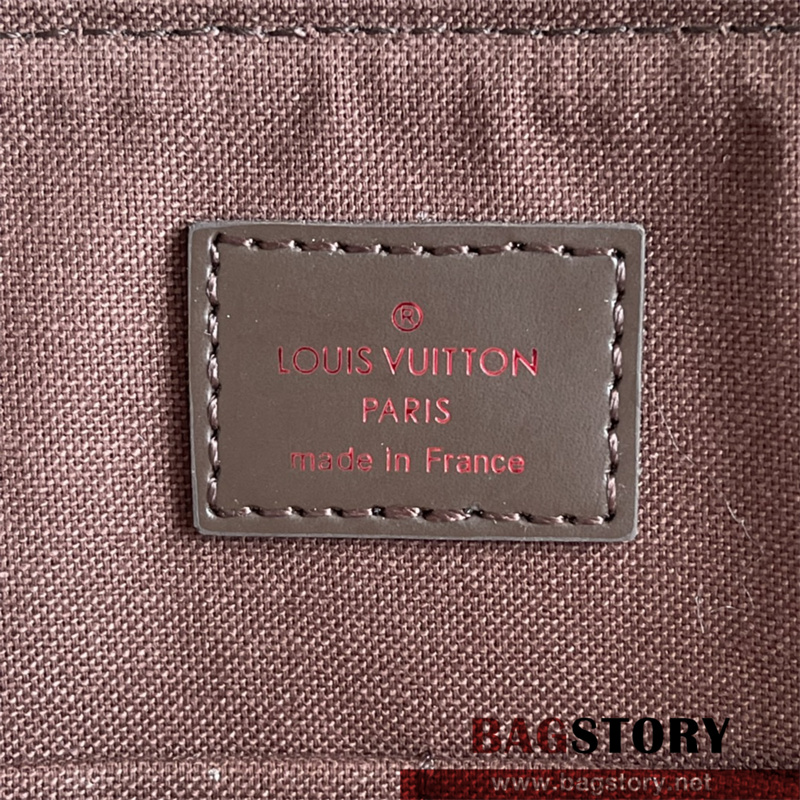 ®
LOUIS VUITTON
PARIS
made in France
BAGSTORY
www.bagstory.net